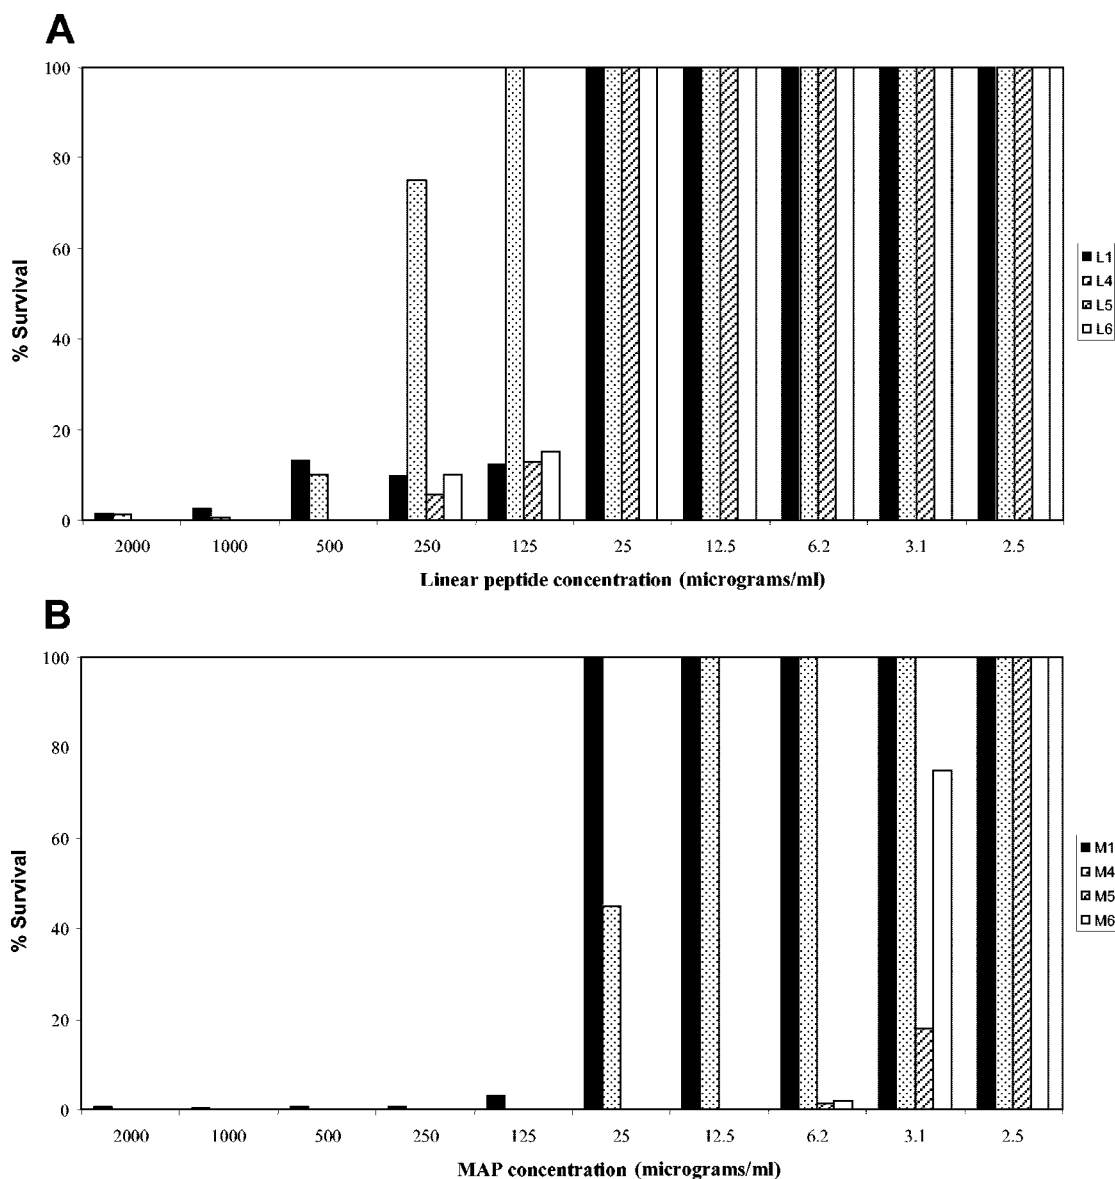 A
100
80
60
40
20
0
% Survival
2000 1000 500 250 125 25 12.5 6.2 3.1 2.5
Linear peptide concentration (micrograms/ml)
L1
L4
L5
L6
B
100
80
60
40
20
0
% Survival
2000 1000 500 250 125 25 12.5 6.2 3.1 2.5
MAP concentration (micrograms/ml)
M1
M4
M5
M6